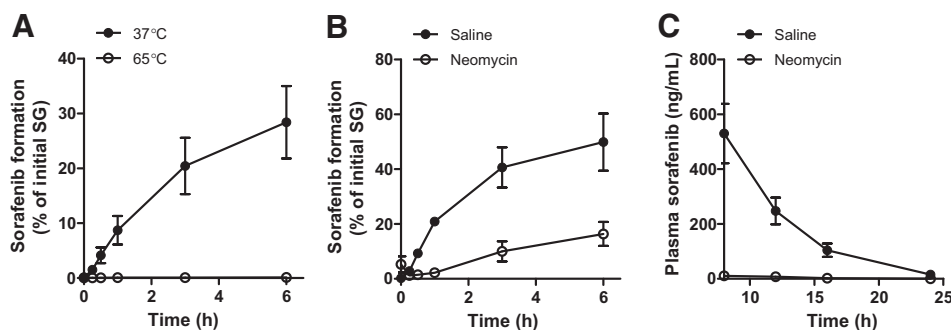 A
37°C
65°C
Sorafenib formation
(% of initial SG)
40
30
20
10
0
0
2
4
6
Time (h)
B
Saline
Neomycin
Sorafenib formation
(% of initial SG)
80
60
40
20
0
0
2
4
6
Time (h)
C
Saline
Neomycin
Plasma sorafenib (ng/mL)
800
600
400
200
0
10
15
20
25
Time (h)